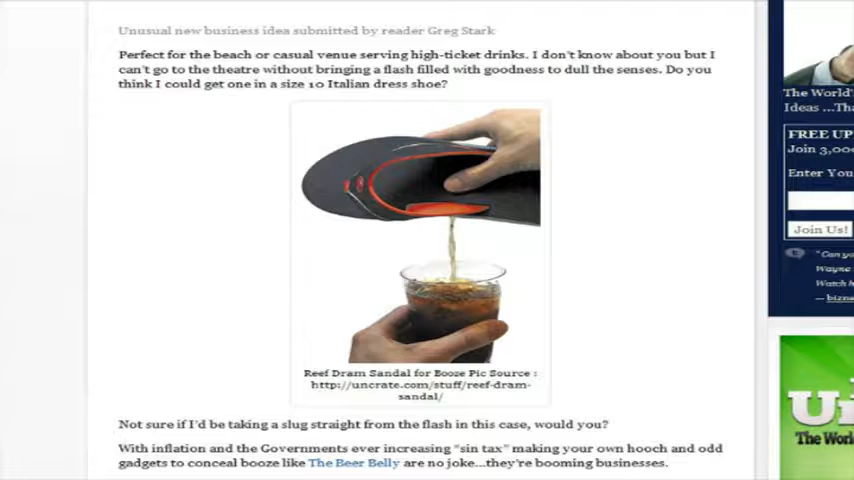 Unusual new business idea submitted by reader Greg Stark
Perfect for the beach or casual venue serving high-ticket drinks. I don't know about you but I
can't go to the theatre without bringing a flash filled with goodness to dull the senses. Do you
think I could get one in a size 10 Italian dress shoe?
Reef Dram Sandal for Booze Pic Source :
http://uncrate.com/stuff/reef-dram-
sandal/
Not sure if I'd be taking a slug straight from the flash in this case, would you?
With inflation and the Governments ever increasing "sin tax" making your own hooch and odd
gadgets to conceal booze like The Beer Belly are no joke...they're booming businesses.
The World'
Ideas ...Tha
FREE UP
Join 3,000
Enter You
Join Us!
"Can yo
Wayne
Watch h
— bizne
The Worl